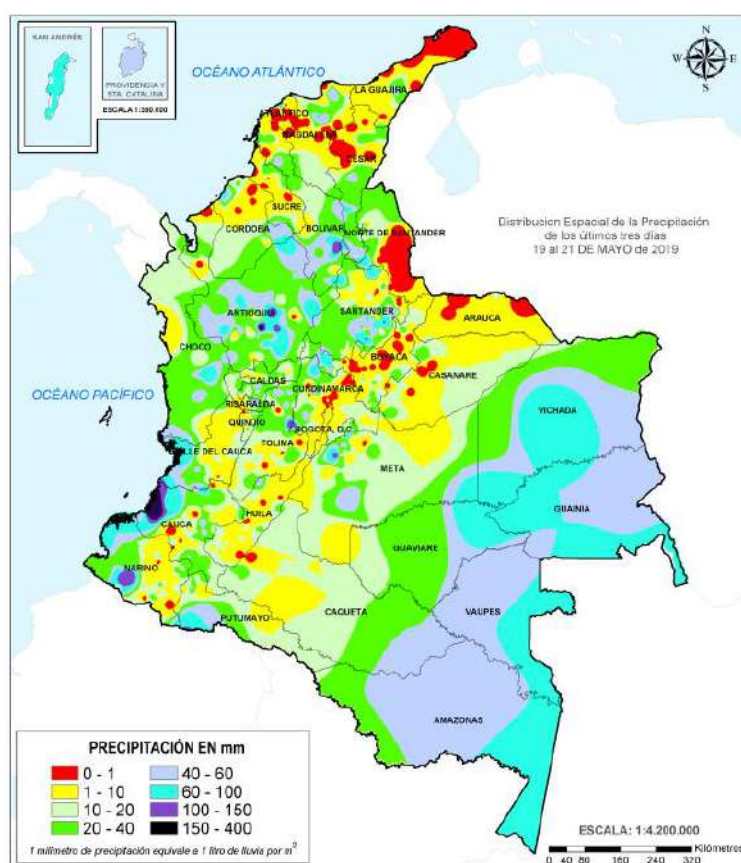 SAN ANDRÉS
PROVIDENCIA Y
STA. CATALINA
ESCALA 1:350.000
OCÉANO ATLÁNTICO
N
W E
S
LA GUAJIRA
ATLÁNTICO
MAGDALENA
CESAR
SUCRE
CORDOBA
BOLIVAR
NORTE DE SANTANDER
Distribucion Espacial de la Precipitación
de los últimos tres días
19 al 21 DE MAYO de 2019
ANTIOQUIA
SANTANDER
ARAUCA
CHOCO
BOYACA
CASANARE
CALDAS
CUNDINAMARCA
OCÉANO PACÍFICO
RISARALDA
VICHADA
QUINDIO
BOGOTA, D.C.
TOLIMA
VALLE DEL CAUCA
META
GUAINIA
HUILA
CAUCA
GUAVIARE
NARIÑO
CAQUETA
VAUPES
PUTUMAYO
AMAZONAS
PRECIPITACIÓN EN mm
0 - 1 40 - 60
1 - 10 60 - 100
10 - 20 100 - 150
20 - 40 150 - 400
1 milímetro de precipitación equivale a 1 litro de lluvia por m²
ESCALA: 1:4.200.000
Kilómetros
0 40 80 160 240 320